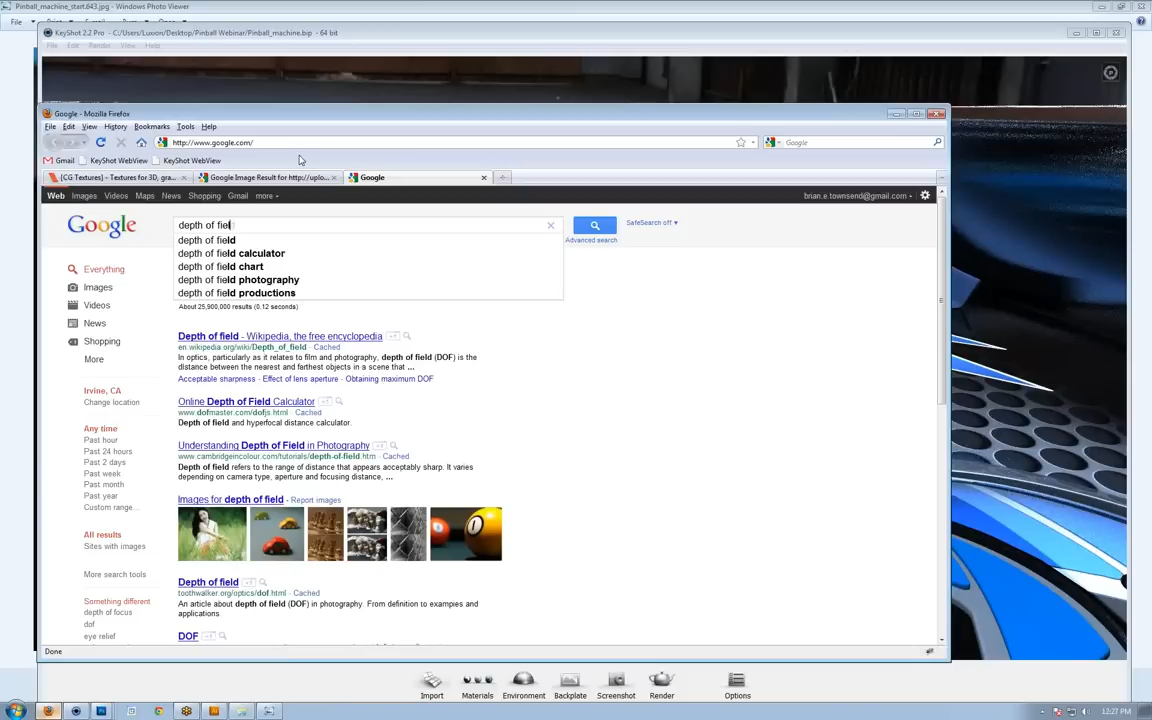 Pinball_machine_start.643.jpg - Windows Photo Viewer
File
KeyShot 2.2 Pro - C:/Users/Luxion/Desktop/Pinball Webinar/Pinball_machine.bip - 64 bit
File Edit Render View Help
Google - Mozilla Firefox
File Edit View History Bookmarks Tools Help
http://www.google.com/
Google
Gmail KeyShot WebView KeyShot WebView
[CG Textures] - Textures for 3D, gra...
Google Image Result for http://uplo...
Google
Web Images Videos Maps News Shopping Gmail more
brian.e.townsend@gmail.com
Google
depth of field
SafeSearch off
Advanced search
depth of field
depth of field calculator
depth of field chart
depth of field photography
depth of field productions
About 25,900,000 results (0.12 seconds)
Everything
Images
Videos
News
Shopping
More
Irvine, CA
Change location
Any time
Past hour
Past 24 hours
Past 2 days
Past week
Past month
Past year
Custom range...
All results
Sites with images
More search tools
Something different
depth of focus
dof
eye relief
Depth of field - Wikipedia, the free encyclopedia
en.wikipedia.org/wiki/Depth_of_field - Cached
In optics, particularly as it relates to film and photography, depth of field (DOF) is the
distance between the nearest and farthest objects in a scene that ...
Acceptable sharpness - Effect of lens aperture - Obtaining maximum DOF
Online Depth of Field Calculator
www.dofmaster.com/dofjs.html - Cached
Depth of field and hyperfocal distance calculator.
Understanding Depth of Field in Photography
www.cambridgeincolour.com/tutorials/depth-of-field.htm - Cached
Depth of field refers to the range of distance that appears acceptably sharp. It varies
depending on camera type, aperture and focusing distance, ...
Images for depth of field - Report images
Depth of field
toothwalker.org/optics/dof.html - Cached
An article about depth of field (DOF) in photography. From definition to examples and
applications.
DOF
Done
Import Materials Environment Backplate Screenshot Render Options
12:27 PM